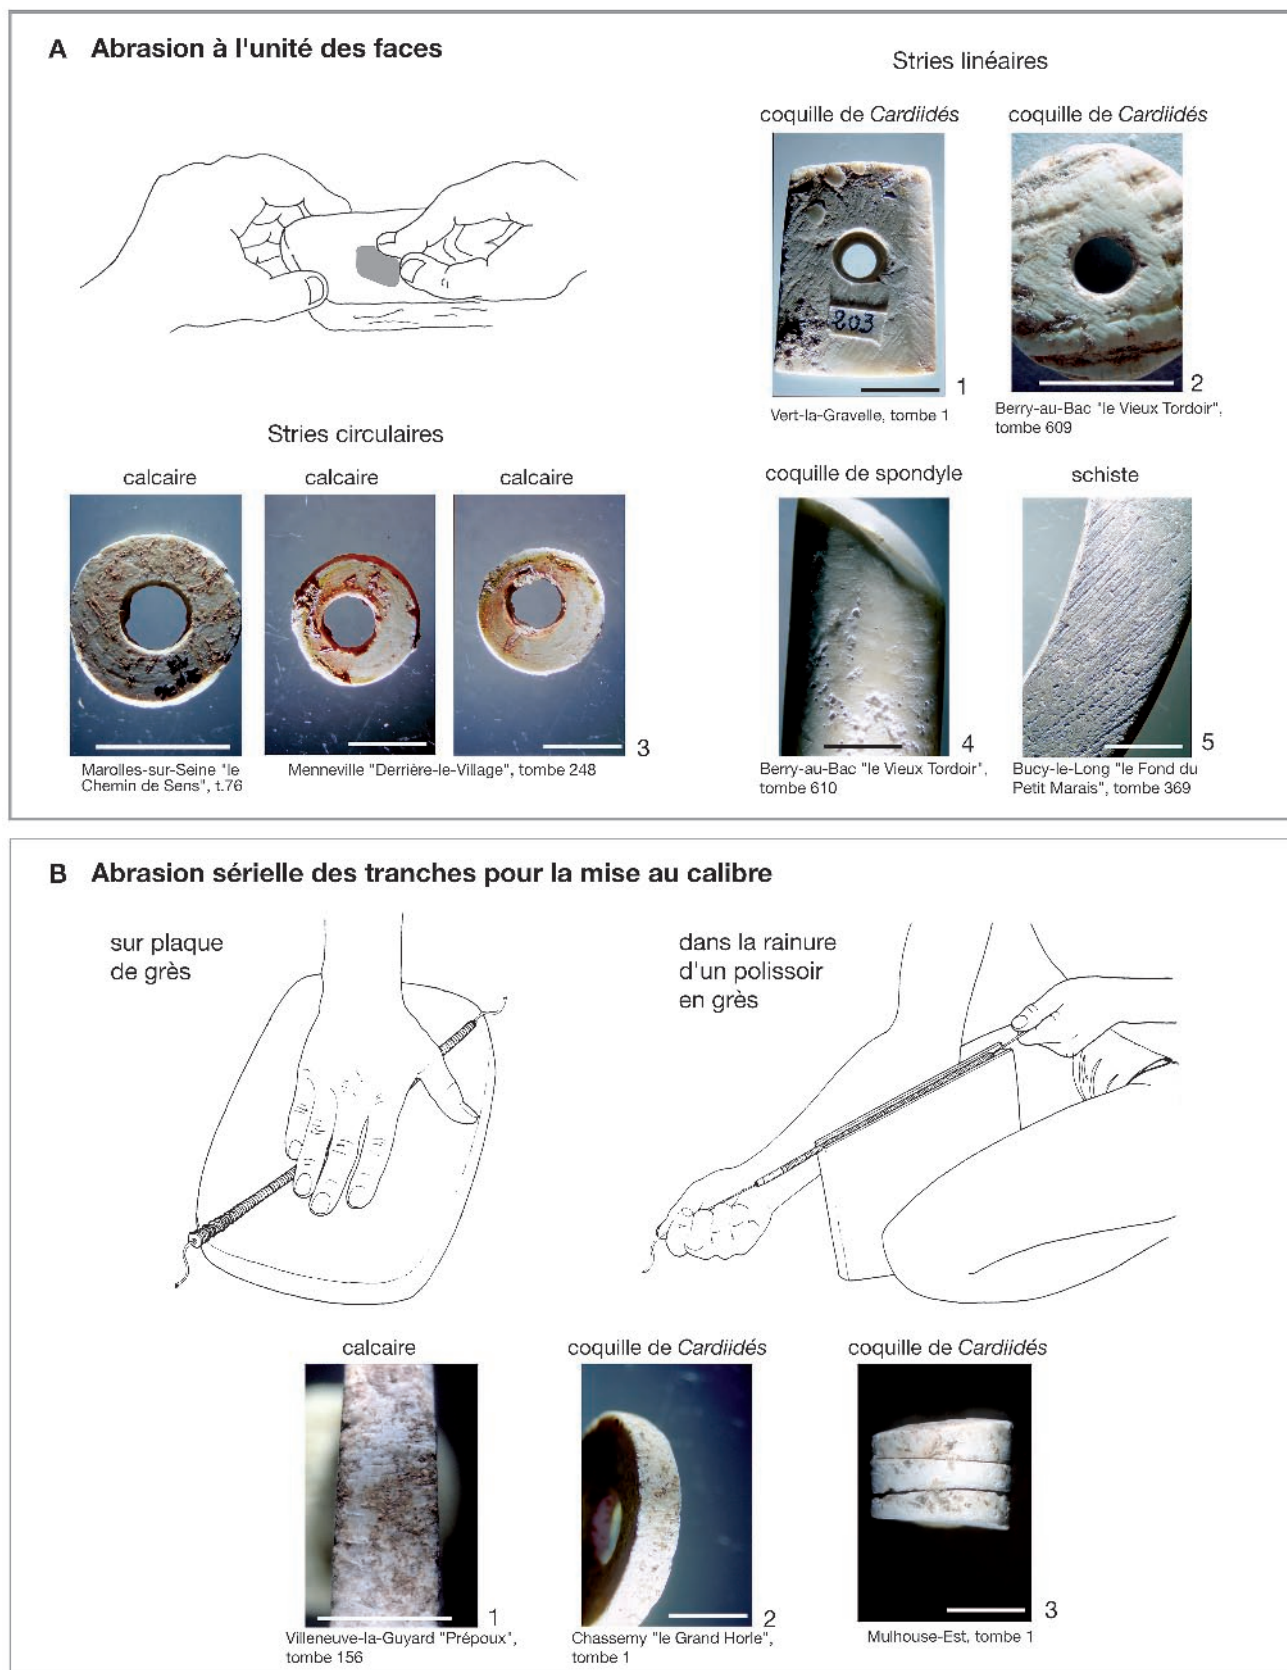 A Abrasion à l'unité des faces
Stries linéaires
coquille de Cardiidés
coquille de Cardiidés
203
1
Vert-la-Gravelle, tombe 1
2
Berry-au-Bac "le Vieux Tordoir",
tombe 609
Stries circulaires
calcaire
calcaire
calcaire
Marolles-sur-Seine "le
Chemin de Sens", t.76
3
Menneville "Derrière-le-Village", tombe 248
coquille de spondyle
schiste
4
Berry-au-Bac "le Vieux Tordoir",
tombe 610
5
Bucy-le-Long "le Fond du
Petit Marais", tombe 369
B Abrasion sérielle des tranches pour la mise au calibre
sur plaque
de grès
dans la rainure
d'un polissoir
en grès
calcaire
coquille de Cardiidés
coquille de Cardiidés
1
Villeneuve-la-Guyard "Prépoux",
tombe 156
2
Chassemy "le Grand Horle",
tombe 1
3
Mulhouse-Est, tombe 1